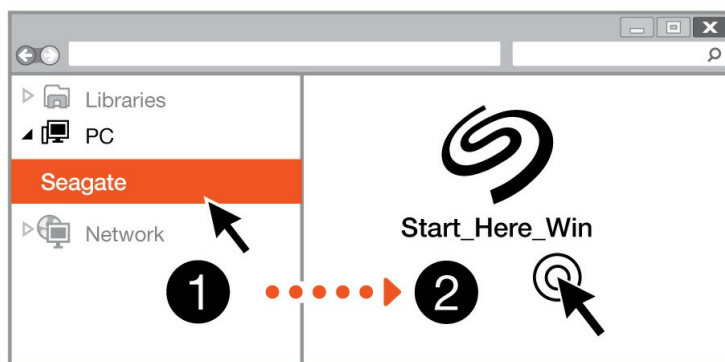 Libraries
PC
Seagate
Network
Start_Here_Win
1
2